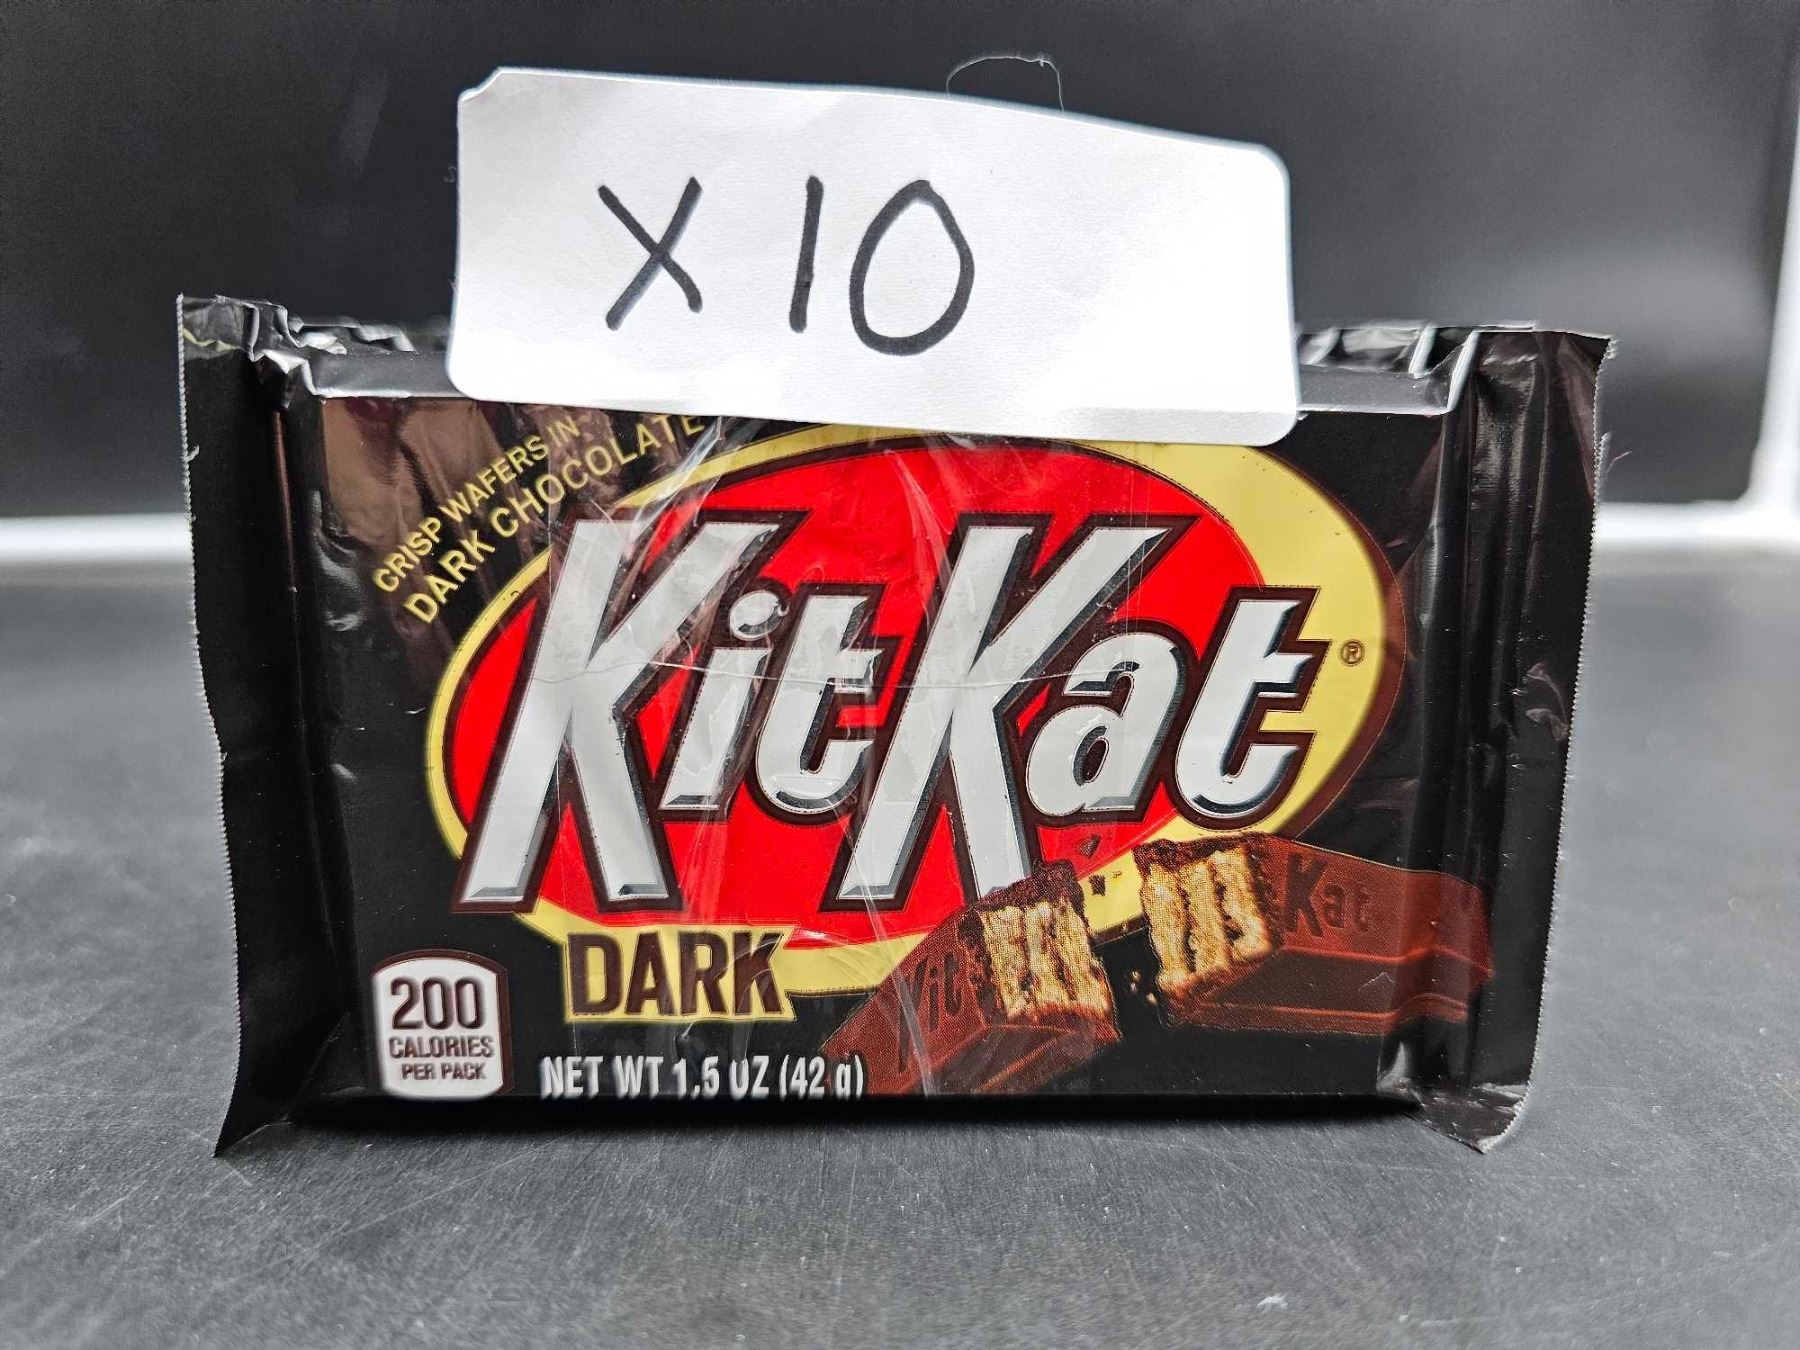 X 10
CRISP WAFERS IN
DARK CHOCOLATE
KitKat®
Kit Kat
DARK
200
CALORIES
PER PACK
NET WT 1.5 OZ (42 g)